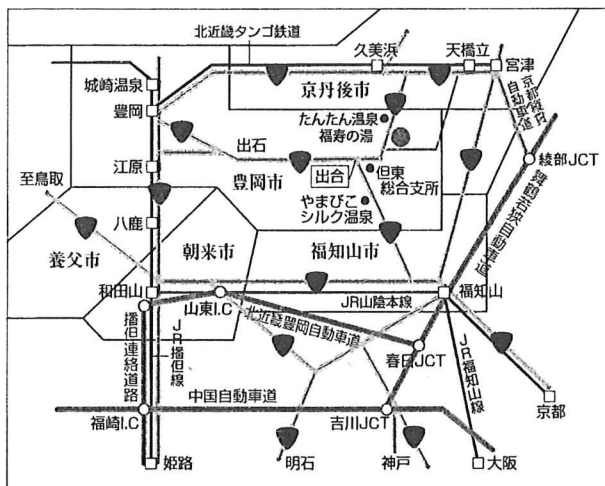 北近畿タンゴ鉄道
久美浜
天橋立
宮津
城崎温泉
京丹後市
豊岡
たんたん温泉
福寿の湯
京都縦貫
自動車道
出石
綾部JCT
江原
豊岡市
出合
但東
総合支所
至鳥取
やまびこ
シルク温泉
舞鶴若狭自動車道
八鹿
朝来市
福知山市
養父市
和田山
山東I.C
JR山陰本線
福知山
北近畿豊岡自動車道
播但連絡道路
JR播但線
春日JCT
JR福知山線
中国自動車道
京都
福崎I.C
吉川JCT
姫路
明石
神戸
大阪